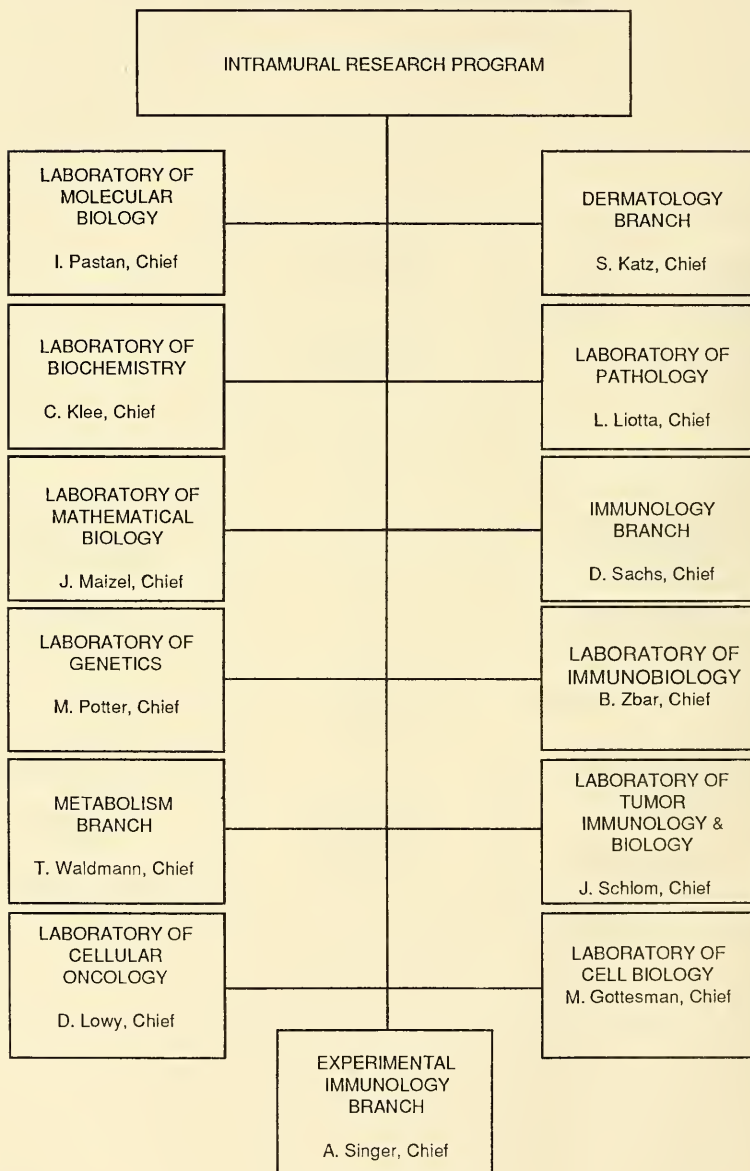 INTRAMURAL RESEARCH PROGRAM
LABORATORY OF
MOLECULAR
BIOLOGY
I. Pastan, Chief
DERMATOLOGY
BRANCH
S. Katz, Chief
LABORATORY OF
BIOCHEMISTRY
C. Klee, Chief
LABORATORY OF
PATHOLOGY
L. Liotta, Chief
LABORATORY OF
MATHEMATICAL
BIOLOGY
J. Maizel, Chief
IMMUNOLOGY
BRANCH
D. Sachs, Chief
LABORATORY OF
GENETICS
M. Potter, Chief
LABORATORY OF
IMMUNOBIOLOGY
B. Zbar, Chief
METABOLISM
BRANCH
T. Waldmann, Chief
LABORATORY OF
TUMOR
IMMUNOLOGY &
BIOLOGY
J. Schlom, Chief
LABORATORY OF
CELLULAR
ONCOLOGY
D. Lowy, Chief
LABORATORY OF
CELL BIOLOGY
M. Gottesman, Chief
EXPERIMENTAL
IMMUNOLOGY
BRANCH
A. Singer, Chief